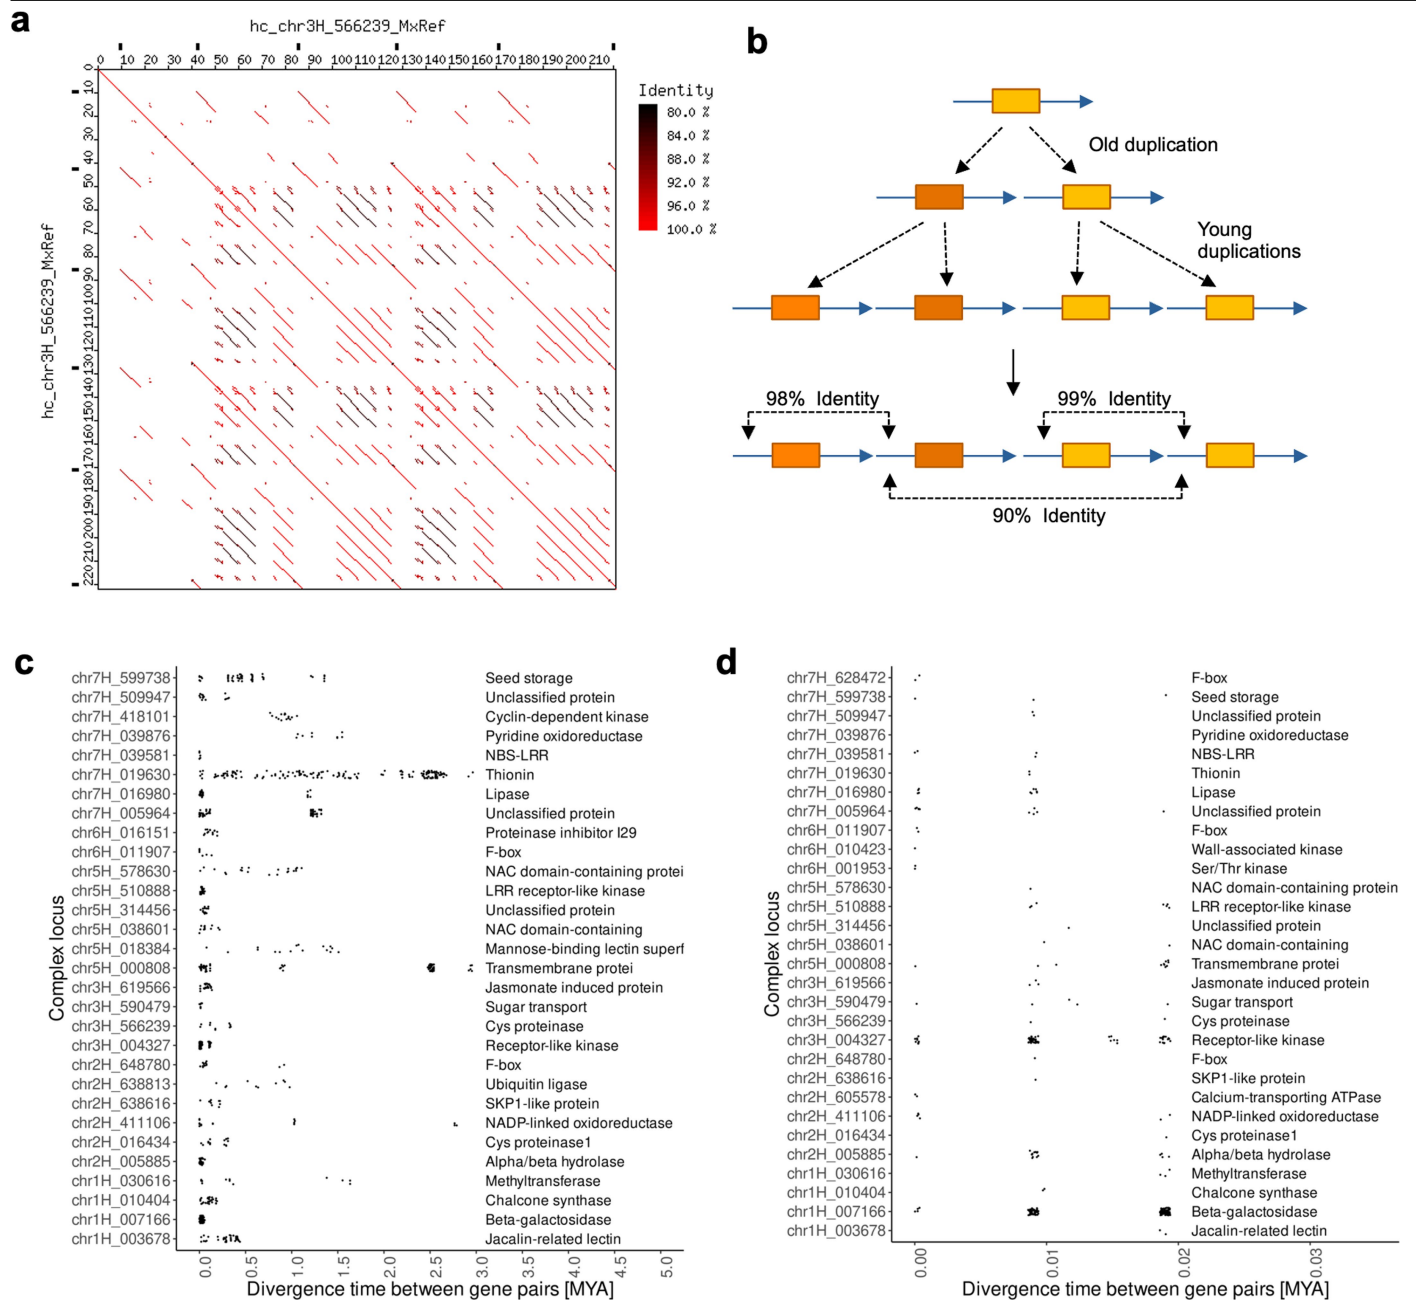 a
hc_chr3H_566239_MxRef
0 10 20 30 40 50 60 70 80 90 100 110 120 130 140 150 160 170 180 190 200 210
hc_chr3H_566239_MxRef
0 10 20 30 40 50 60 70 80 90 100 110 120 130 140 150 160 170 180 190 200 210 220
Identity
80.0 %
84.0 %
88.0 %
92.0 %
96.0 %
100.0 %
b
Old duplication
Young
duplications
98% Identity
99% Identity
90% Identity
c
Complex locus
chr7H_599738 Seed storage
chr7H_509947 Unclassified protein
chr7H_418101 Cyclin-dependent kinase
chr7H_039876 Pyridine oxidoreductase
chr7H_039581 NBS-LRR
chr7H_019630 Thionin
chr7H_016980 Lipase
chr7H_005964 Unclassified protein
chr6H_016151 Proteinase inhibitor I29
chr6H_011907 F-box
chr5H_578630 NAC domain-containing protei
chr5H_510888 LRR receptor-like kinase
chr5H_314456 Unclassified protein
chr5H_038601 NAC domain-containing
chr5H_018384 Mannose-binding lectin superf
chr5H_000808 Transmembrane protei
chr3H_619566 Jasmonate induced protein
chr3H_590479 Sugar transport
chr3H_566239 Cys proteinase
chr3H_004327 Receptor-like kinase
chr2H_648780 F-box
chr2H_638813 Ubiquitin ligase
chr2H_638616 SKP1-like protein
chr2H_411106 NADP-linked oxidoreductase
chr2H_016434 Cys proteinase1
chr2H_005885 Alpha/beta hydrolase
chr1H_030616 Methyltransferase
chr1H_010404 Chalcone synthase
chr1H_007166 Beta-galactosidase
chr1H_003678 Jacalin-related lectin
0.0 0.5 1.0 1.5 2.0 2.5 3.0 3.5 4.0 4.5 5.0
Divergence time between gene pairs [MYA]
d
Complex locus
chr7H_628472 F-box
chr7H_599738 Seed storage
chr7H_509947 Unclassified protein
chr7H_039876 Pyridine oxidoreductase
chr7H_039581 NBS-LRR
chr7H_019630 Thionin
chr7H_016980 Lipase
chr7H_005964 Unclassified protein
chr6H_011907 F-box
chr6H_010423 Wall-associated kinase
chr6H_001953 Ser/Thr kinase
chr5H_578630 NAC domain-containing protein
chr5H_510888 LRR receptor-like kinase
chr5H_314456 Unclassified protein
chr5H_038601 NAC domain-containing
chr5H_000808 Transmembrane protei
chr3H_619566 Jasmonate induced protein
chr3H_590479 Sugar transport
chr3H_566239 Cys proteinase
chr3H_004327 Receptor-like kinase
chr2H_648780 F-box
chr2H_638616 SKP1-like protein
chr2H_605578 Calcium-transporting ATPase
chr2H_411106 NADP-linked oxidoreductase
chr2H_016434 Cys proteinase1
chr2H_005885 Alpha/beta hydrolase
chr1H_030616 Methyltransferase
chr1H_010404 Chalcone synthase
chr1H_007166 Beta-galactosidase
chr1H_003678 Jacalin-related lectin
0.00 0.01 0.02 0.03
Divergence time between gene pairs [MYA]